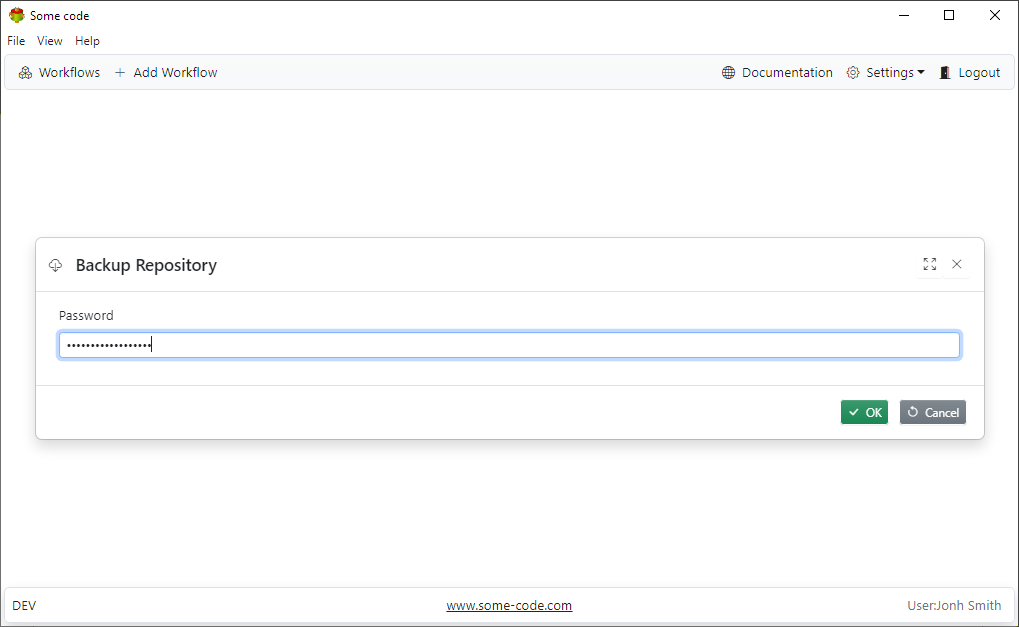 Some code
File View Help
Workflows + Add Workflow Documentation Settings Logout
Backup Repository
Password
••••••••••••••••••
OK Cancel
DEV www.some-code.com User:Jonh Smith